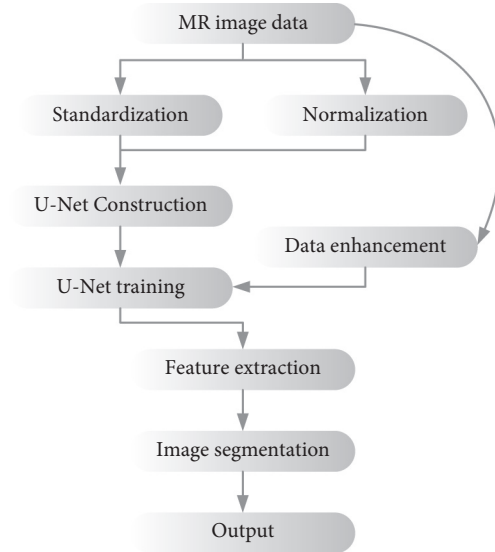 MR image data
Standardization
Normalization
U-Net Construction
Data enhancement
U-Net training
Feature extraction
Image segmentation
Output